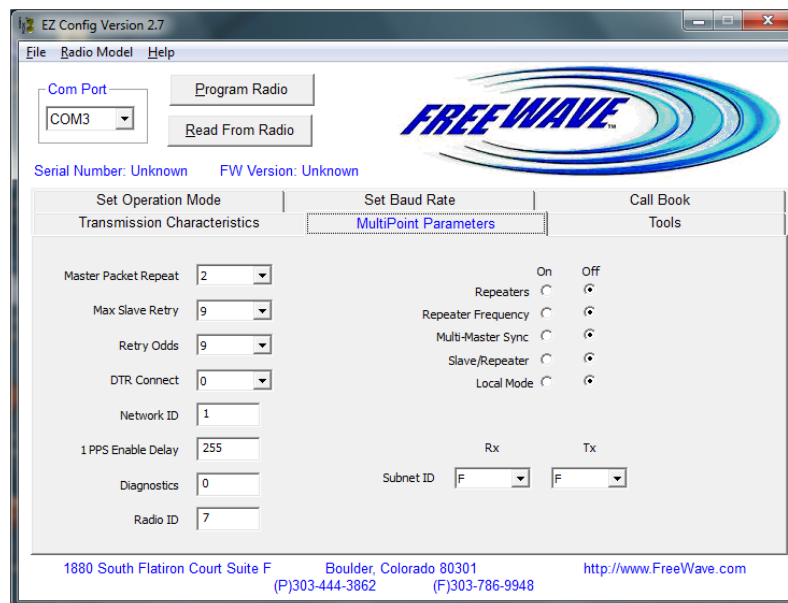 EZ Config Version 2.7
File Radio Model Help
Com Port
COM3
Program Radio
Read From Radio
FREEWAVE™
Serial Number: Unknown FW Version: Unknown
Set Operation Mode Set Baud Rate Call Book
Transmission Characteristics MultiPoint Parameters Tools
Master Packet Repeat 2
Max Slave Retry 9
Retry Odds 9
DTR Connect 0
Network ID 1
1 PPS Enable Delay 255
Diagnostics 0
Radio ID 7
On Off
Repeaters
Repeater Frequency
Multi-Master Sync
Slave/Repeater
Local Mode
Rx Tx
Subnet ID F F
1880 South Flatiron Court Suite F Boulder, Colorado 80301 http://www.FreeWave.com
(P)303-444-3862 (F)303-786-9948